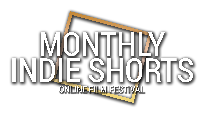 MONTHLY
INDIE SHORTS
ONLINE FILM FESTIVAL